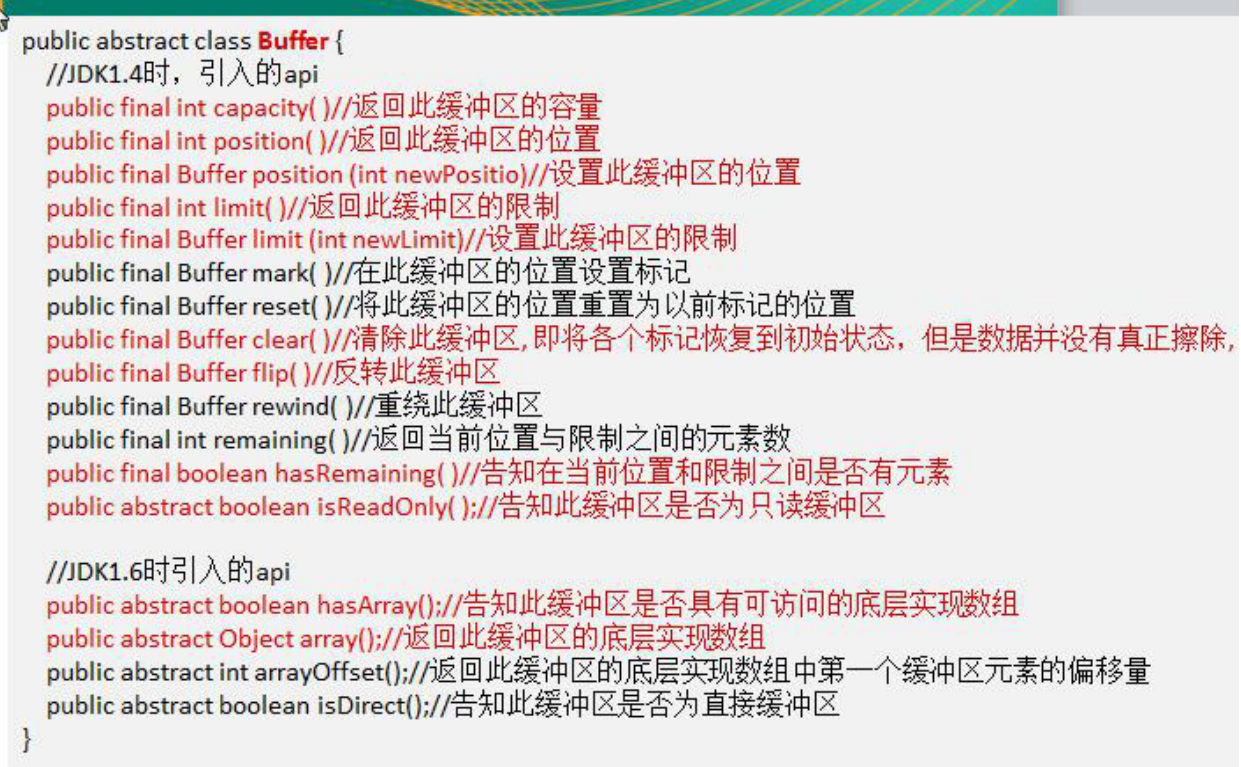 public abstract class Buffer {
//JDK1.4时，引入的api
public final int capacity( )//返回此缓冲区的容量
public final int position( )//返回此缓冲区的位置
public final Buffer position (int newPositio)//设置此缓冲区的位置
public final int limit( )//返回此缓冲区的限制
public final Buffer limit (int newLimit)//设置此缓冲区的限制
public final Buffer mark( )//在此缓冲区的位置设置标记
public final Buffer reset( )//将此缓冲区的位置重置为以前标记的位置
public final Buffer clear( )//清除此缓冲区,即将各个标记恢复到初始状态，但是数据并没有真正擦除,
public final Buffer flip( )//反转此缓冲区
public final Buffer rewind( )//重绕此缓冲区
public final int remaining( )//返回当前位置与限制之间的元素数
public final boolean hasRemaining( )//告知在当前位置和限制之间是否有元素
public abstract boolean isReadOnly( );//告知此缓冲区是否为只读缓冲区
//JDK1.6时引入的api
public abstract boolean hasArray();//告知此缓冲区是否具有可访问的底层实现数组
public abstract Object array();//返回此缓冲区的底层实现数组
public abstract int arrayOffset();//返回此缓冲区的底层实现数组中第一个缓冲区元素的偏移量
public abstract boolean isDirect();//告知此缓冲区是否为直接缓冲区
}